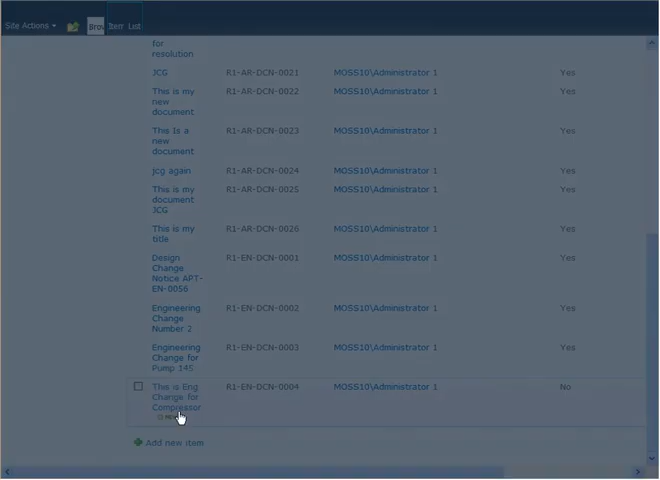 Site Actions
Brow
Item List
for
resolution
JCG R1-AR-DCN-0021 MOSS10\Administrator 1 Yes
This is my R1-AR-DCN-0022 MOSS10\Administrator 1 Yes
new
document
This Is a R1-AR-DCN-0023 MOSS10\Administrator 1 Yes
new
document
jcg again R1-AR-DCN-0024 MOSS10\Administrator 1 Yes
This is my R1-AR-DCN-0025 MOSS10\Administrator 1 Yes
document
JCG
This is my R1-AR-DCN-0026 MOSS10\Administrator 1 Yes
title
Design R1-EN-DCN-0001 MOSS10\Administrator 1 Yes
Change
Notice APT-
EN-0056
Engineering R1-EN-DCN-0002 MOSS10\Administrator 1 Yes
Change
Number 2
Engineering R1-EN-DCN-0003 MOSS10\Administrator 1 Yes
Change for
Pump 145
This is Eng R1-EN-DCN-0004 MOSS10\Administrator 1 No
Change for
Compressor
Add new item